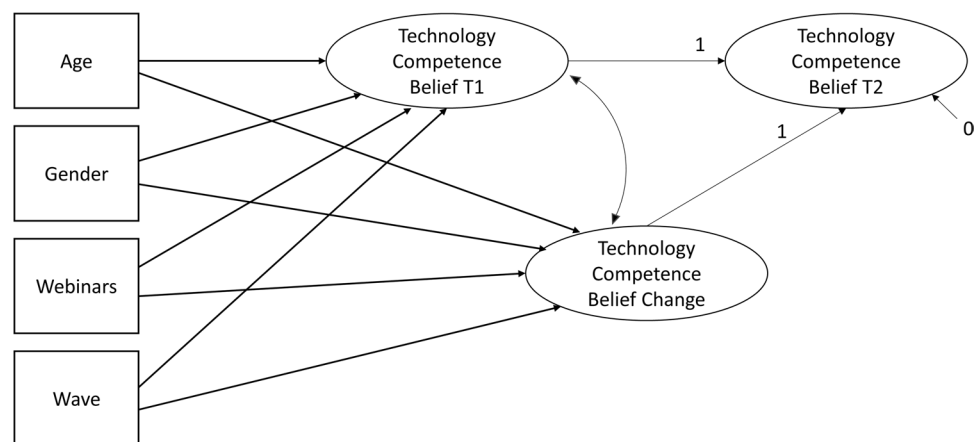 Age
Gender
Webinars
Wave
Technology
Competence
Belief T1
1
Technology
Competence
Belief T2
0
1
Technology
Competence
Belief Change